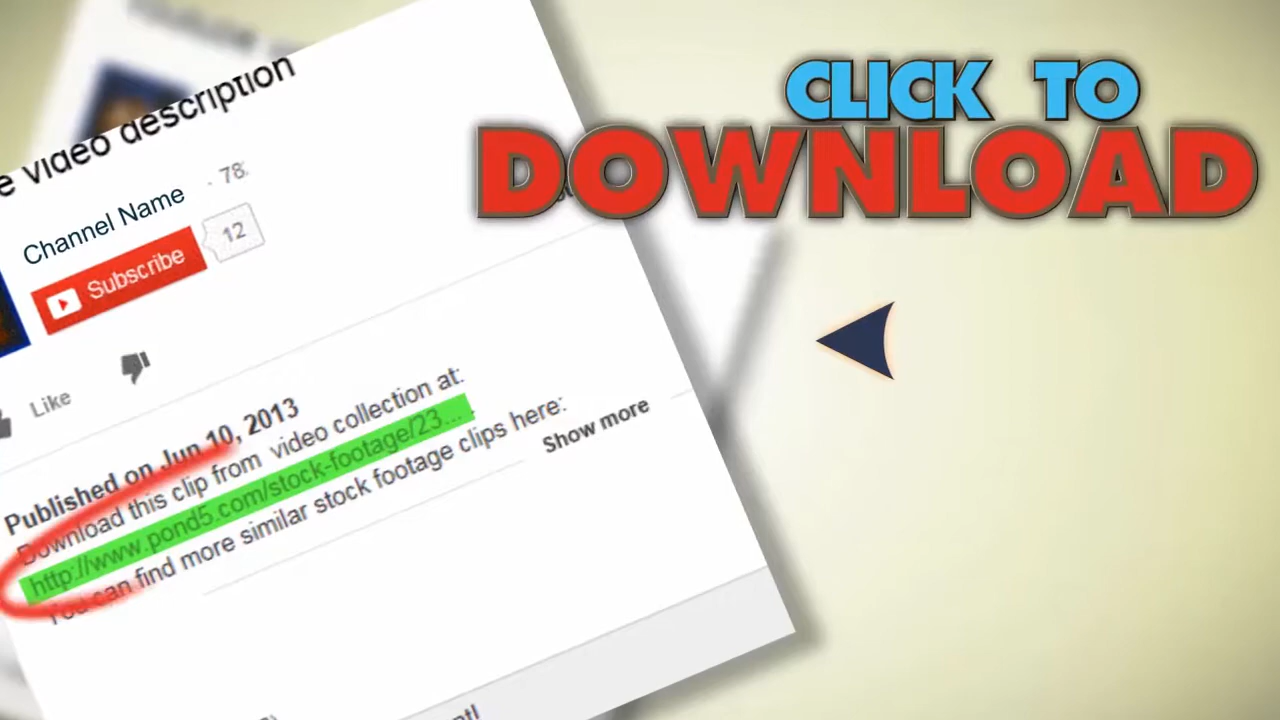 CLICK TO
DOWNLOAD
e video description
Channel Name
78
Subscribe
12
Like
Published on Jun 10, 2013
Download this clip from video collection at:
http://www.pond5.com/stock-footage/23...
You can find more similar stock footage clips here:
Show more